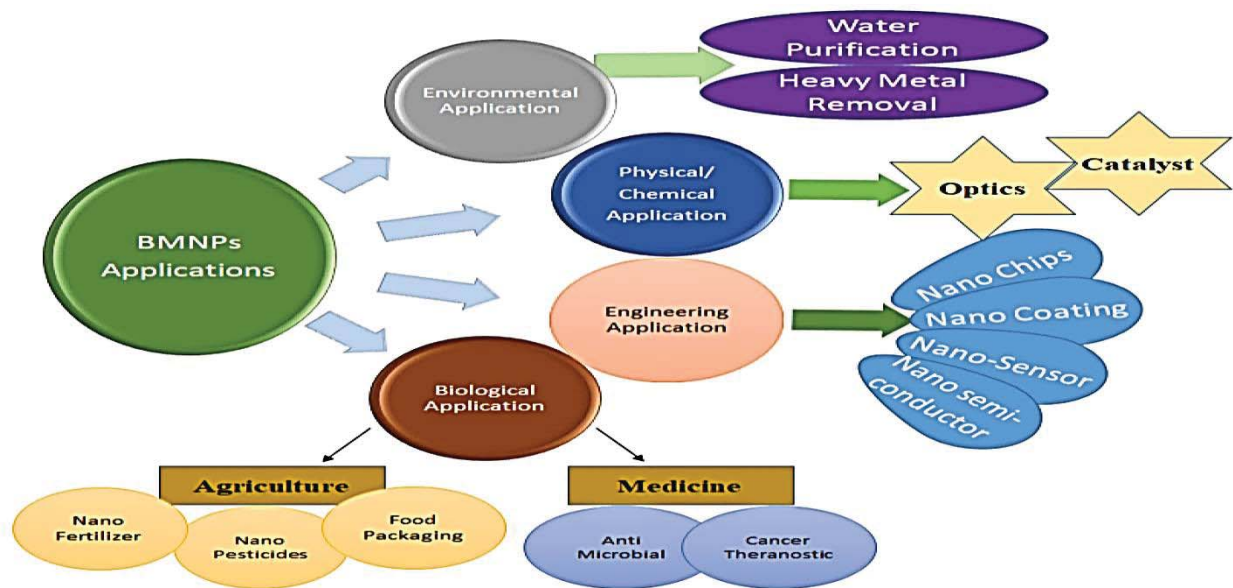 Water
Purification
Heavy Metal
Removal
Environmental
Application
Physical/
Chemical
Application
Optics
Catalyst
BMNPs
Applications
Engineering
Application
Nano Chips
Nano Coating
Nano-Sensor
Nano semi-
conductor
Biological
Application
Agriculture
Medicine
Nano
Fertilizer
Nano
Pesticides
Food
Packaging
Anti
Microbial
Cancer
Theranostic